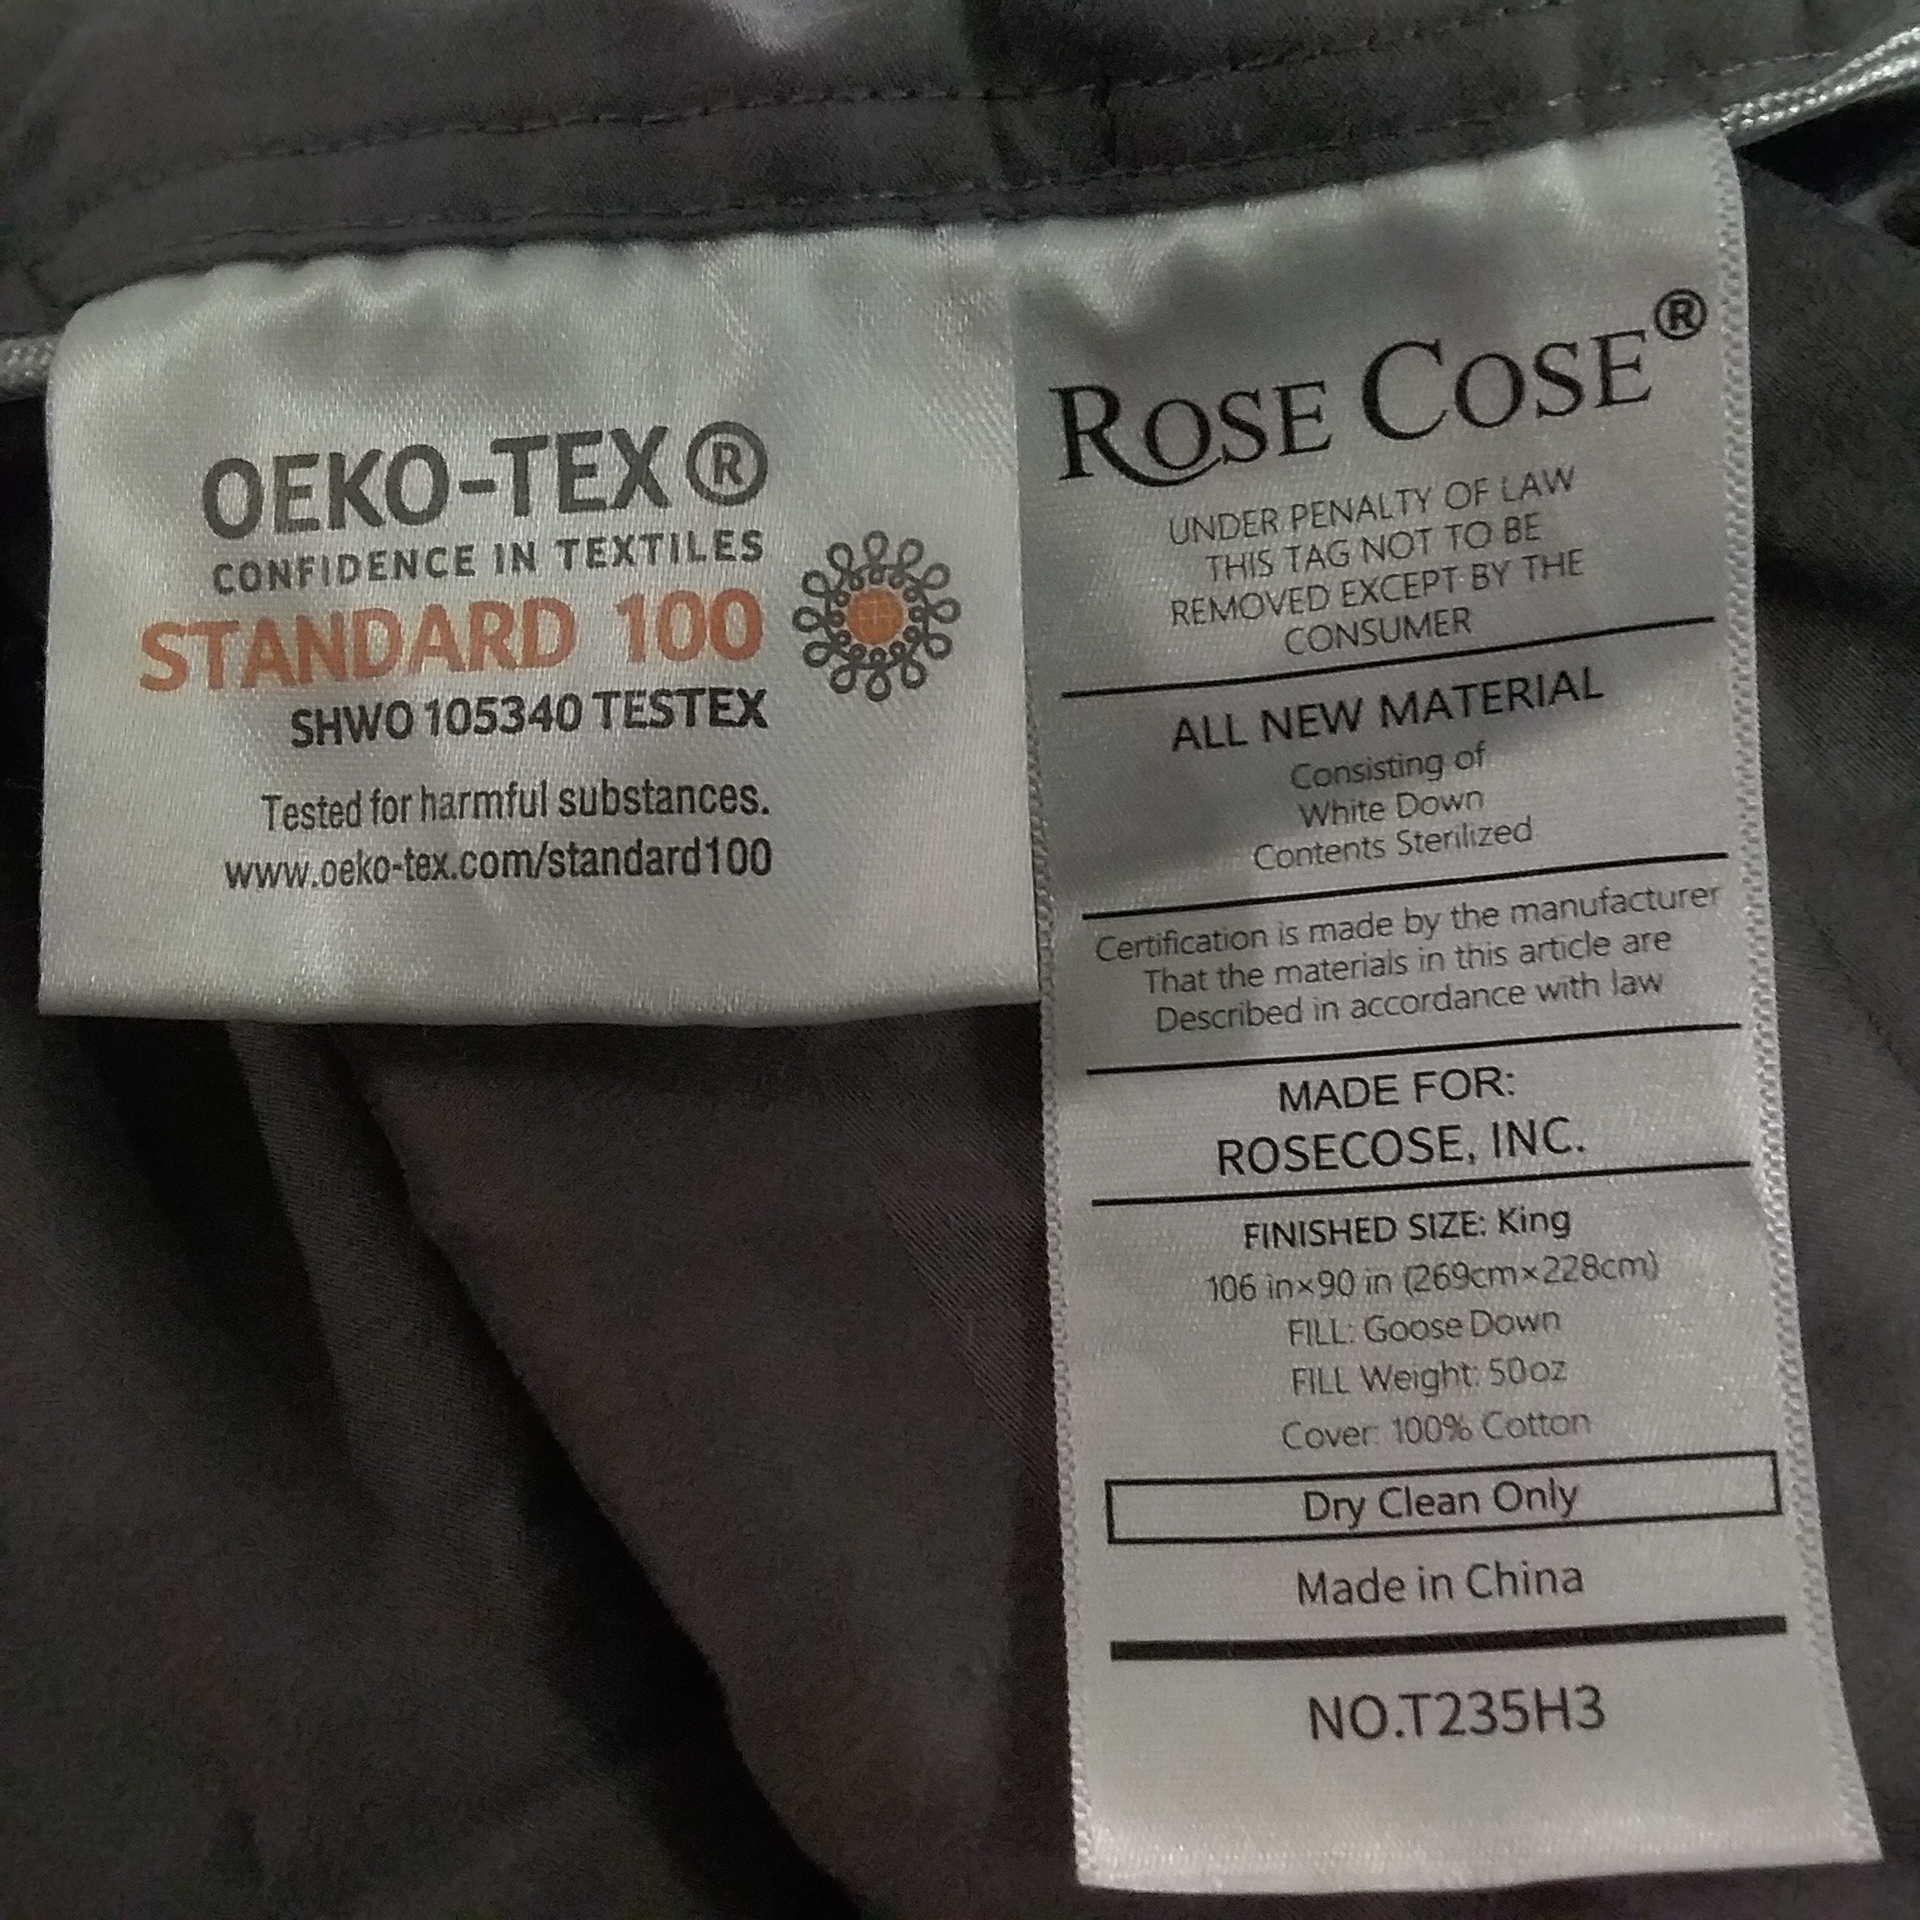 OEKO-TEX®
CONFIDENCE IN TEXTILES
STANDARD 100
SHWO 105340 TESTEX
Tested for harmful substances.
www.oeko-tex.com/standard100
ROSE COSE®
UNDER PENALTY OF LAW
THIS TAG NOT TO BE
REMOVED EXCEPT BY THE
CONSUMER
ALL NEW MATERIAL
Consisting of
White Down
Contents Sterilized
Certification is made by the manufacturer
That the materials in this article are
Described in accordance with law
MADE FOR:
ROSECOSE, INC.
FINISHED SIZE: King
106 in×90 in (269cm×228cm)
FILL: Goose Down
FILL Weight: 50oz
Cover: 100% Cotton
Dry Clean Only
Made in China
NO.T235H3